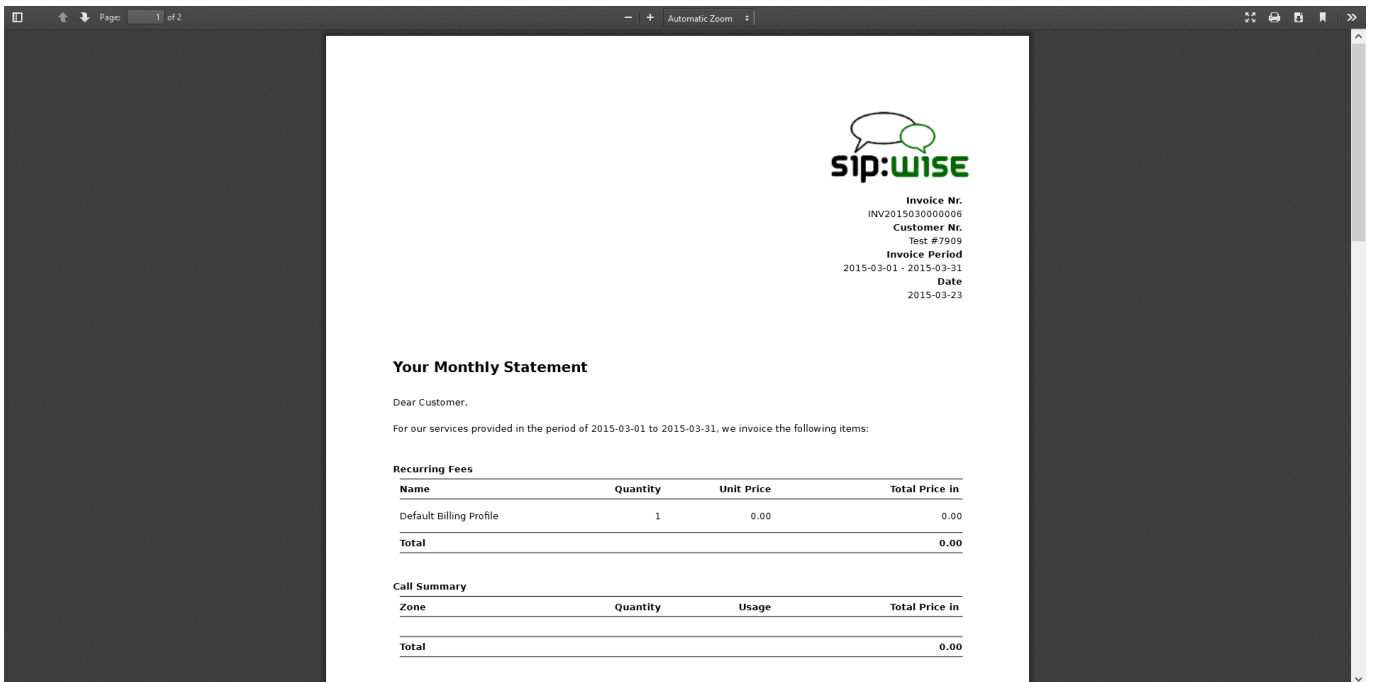 Page: 1 of 2
Automatic Zoom
sip:wise
Invoice Nr.
INV2015030000006
Customer Nr.
Test #7909
Invoice Period
2015-03-01 - 2015-03-31
Date
2015-03-23
Your Monthly Statement
Dear Customer,
For our services provided in the period of 2015-03-01 to 2015-03-31, we invoice the following items:
Recurring Fees
Name Quantity Unit Price Total Price in
Default Billing Profile 1 0.00 0.00
Total 0.00
Call Summary
Zone Quantity Usage Total Price in
Total 0.00